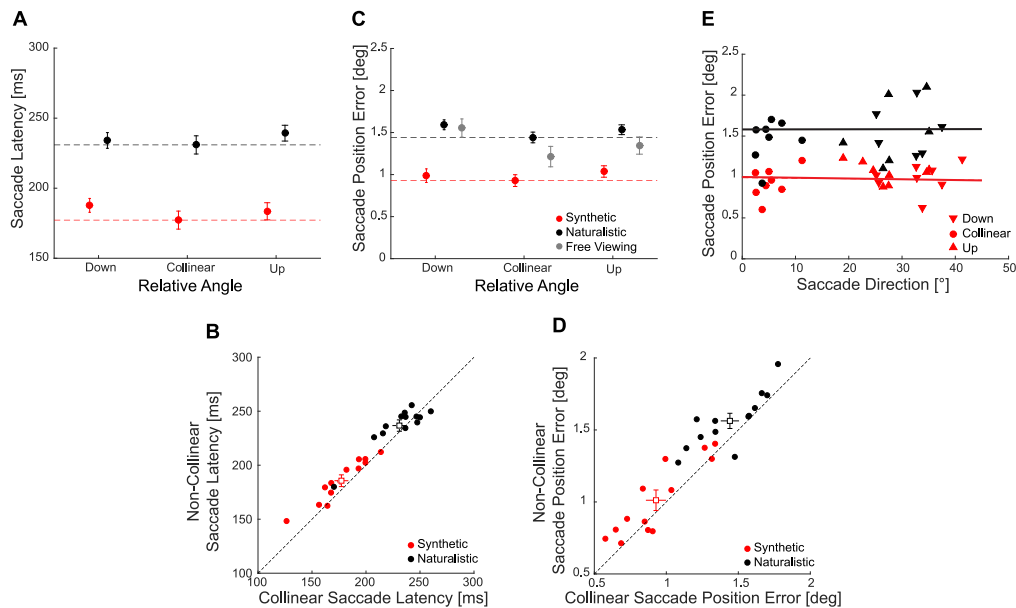 A
Saccade Latency [ms]
300
250
200
150
Down
Collinear
Up
Relative Angle
C
Saccade Position Error [deg]
2.5
2
1.5
1
0.5
0
Synthetic
Naturalistic
Free Viewing
Down
Collinear
Up
Relative Angle
E
Saccade Position Error [deg]
2.5
2
1.5
1
0.5
0
Down
Collinear
Up
0
10
20
30
40
50
Saccade Direction [°]
B
Non-Collinear
Saccade Latency [ms]
300
250
200
150
100
Synthetic
Naturalistic
100
150
200
250
300
Collinear Saccade Latency [ms]
D
Non-Collinear
Saccade Position Error [deg]
2
1.5
1
0.5
Synthetic
Naturalistic
0.5
1
1.5
2
Collinear Saccade Position Error [deg]